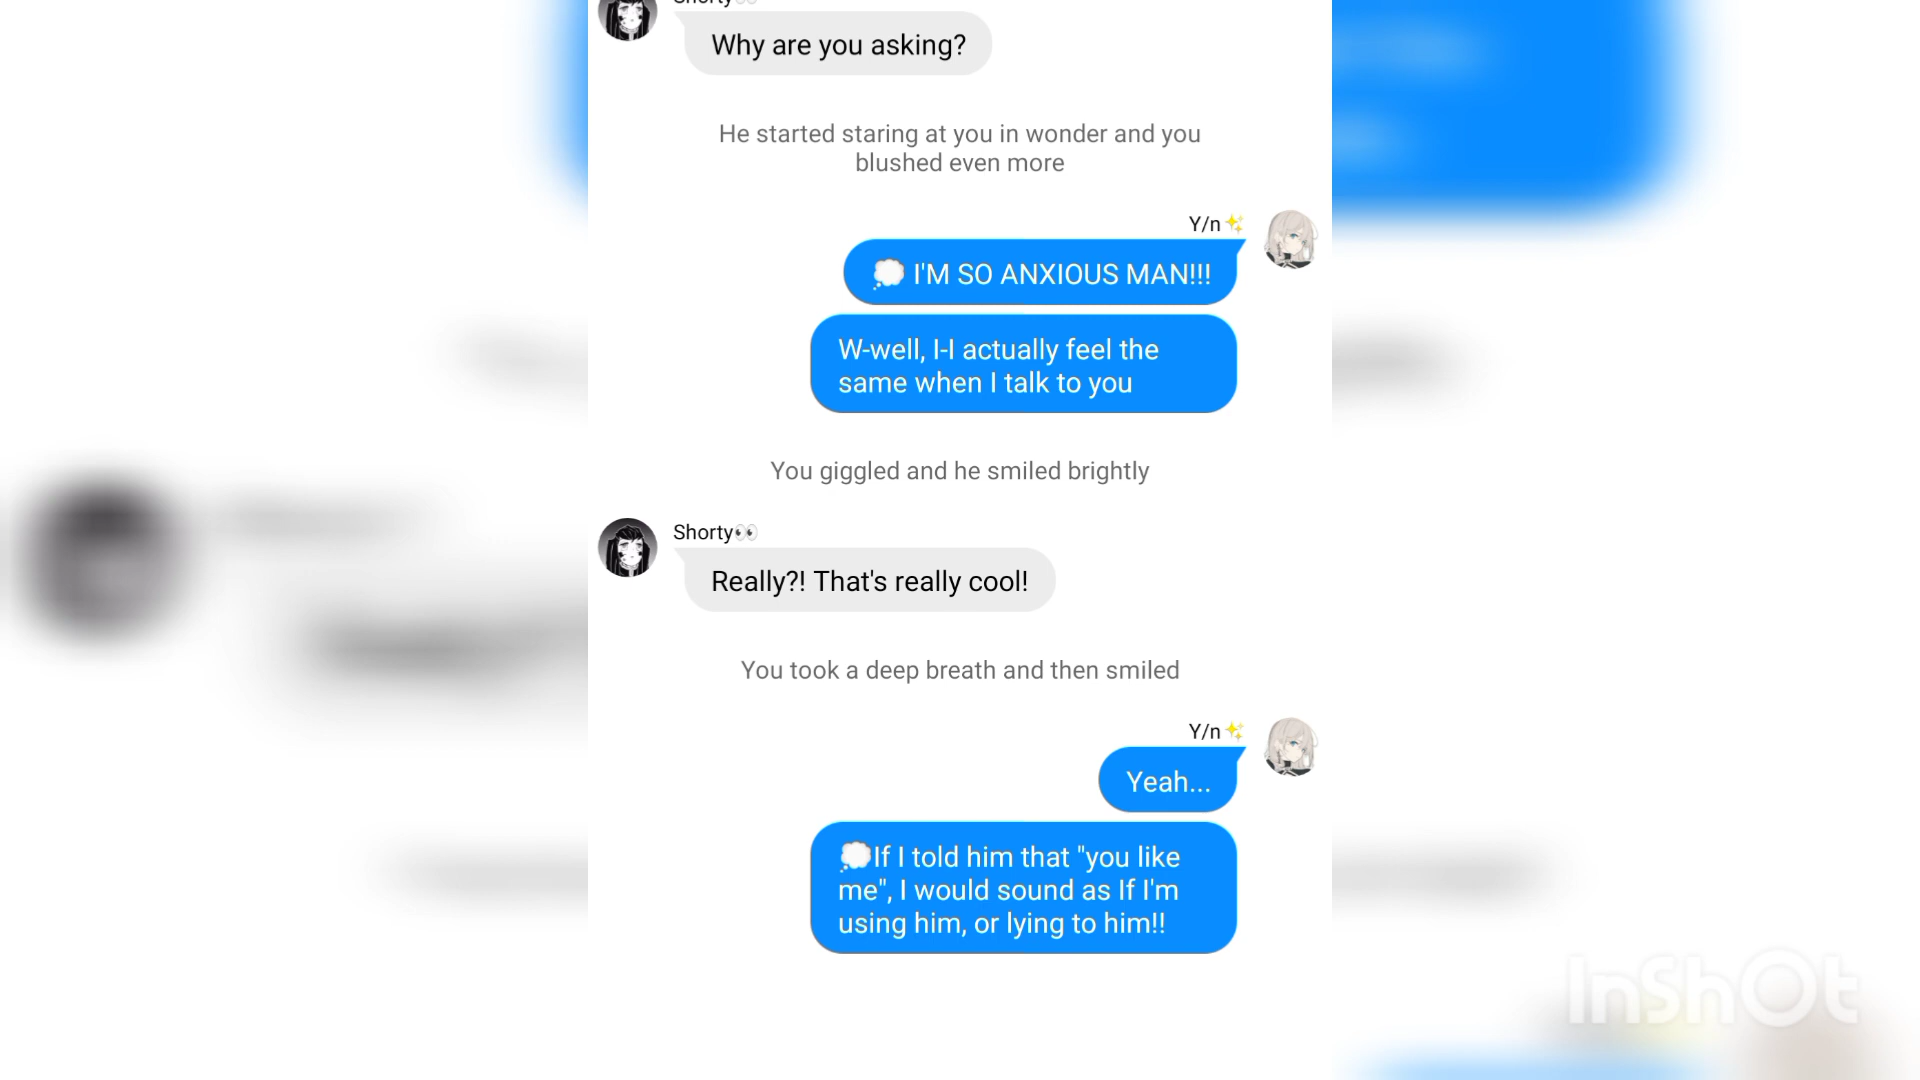 Shorty👀
Why are you asking?
He started staring at you in wonder and you
blushed even more
Y/n✨
💭 I'M SO ANXIOUS MAN!!!
W-well, I-I actually feel the
same when I talk to you
You giggled and he smiled brightly
Shorty👀
Really?! That's really cool!
You took a deep breath and then smiled
Y/n✨
Yeah...
💭If I told him that "you like
me", I would sound as If I'm
using him, or lying to him!!
InShOt